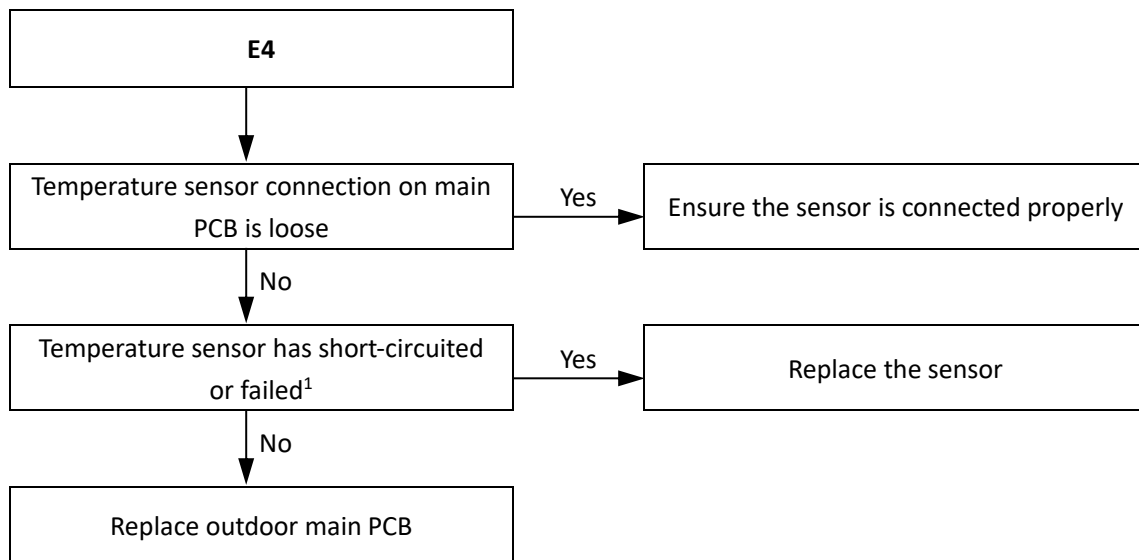 E4
Temperature sensor connection on main
PCB is loose
Yes
Ensure the sensor is connected properly
No
Temperature sensor has short-circuited
or failed¹
Yes
Replace the sensor
No
Replace outdoor main PCB